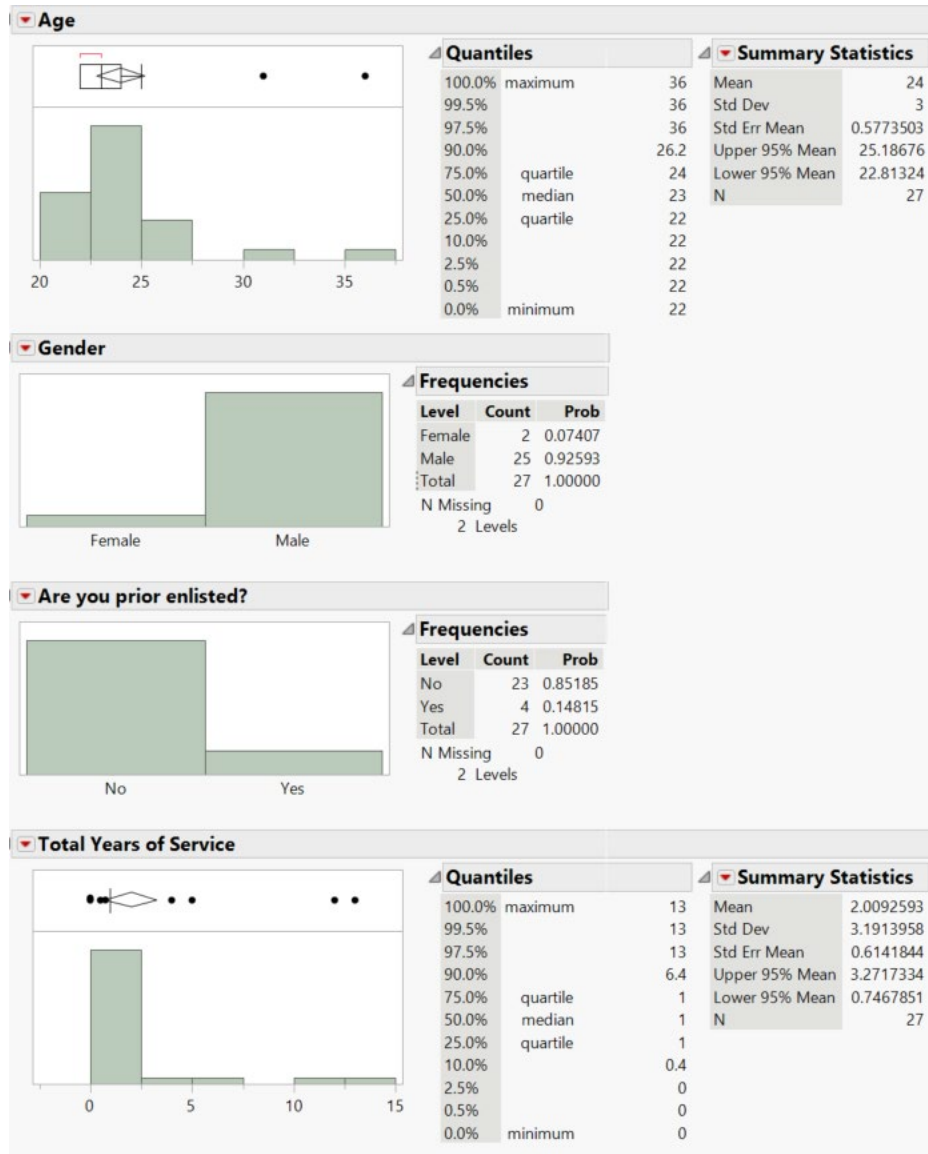 Age
Quantiles
100.0% maximum 36
99.5% 36
97.5% 36
90.0% 26.2
75.0% quartile 24
50.0% median 23
25.0% quartile 22
10.0% 22
2.5% 22
0.5% 22
0.0% minimum 22
Summary Statistics
Mean 24
Std Dev 3
Std Err Mean 0.5773503
Upper 95% Mean 25.18676
Lower 95% Mean 22.81324
N 27
20 25 30 35
Gender
Frequencies
Level Count Prob
Female 2 0.07407
Male 25 0.92593
Total 27 1.00000
N Missing 0
2 Levels
Female Male
Are you prior enlisted?
Frequencies
Level Count Prob
No 23 0.85185
Yes 4 0.14815
Total 27 1.00000
N Missing 0
2 Levels
No Yes
Total Years of Service
Quantiles
100.0% maximum 13
99.5% 13
97.5% 13
90.0% 6.4
75.0% quartile 1
50.0% median 1
25.0% quartile 1
10.0% 0.4
2.5% 0
0.5% 0
0.0% minimum 0
Summary Statistics
Mean 2.0092593
Std Dev 3.1913958
Std Err Mean 0.6141844
Upper 95% Mean 3.2717334
Lower 95% Mean 0.7467851
N 27
0 5 10 15